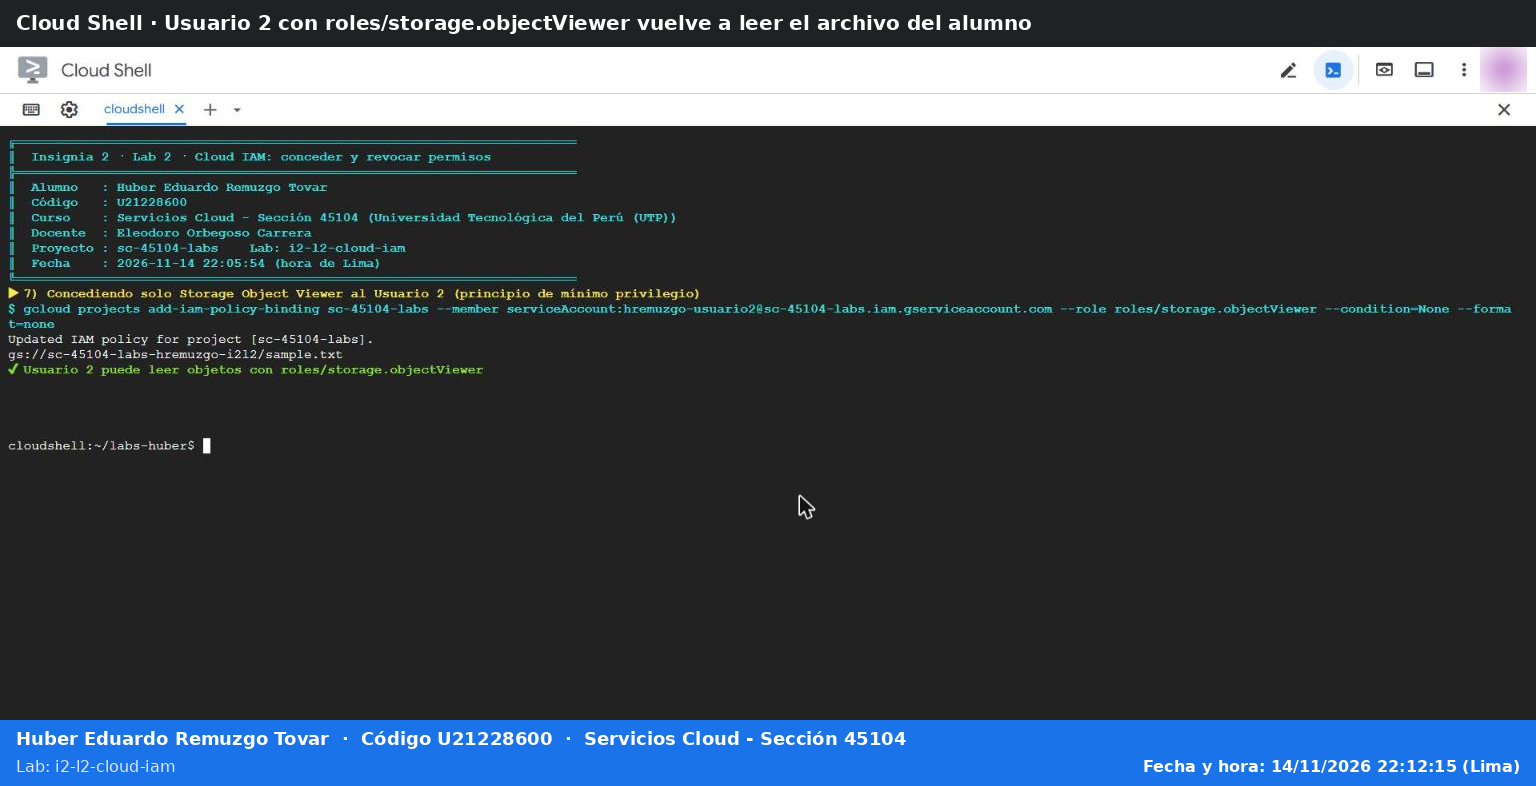 Cloud Shell · Usuario 2 con roles/storage.objectViewer vuelve a leer el archivo del alumno
Cloud Shell
cloudshell
Insignia 2 · Lab 2 · Cloud IAM: conceder y revocar permisos
Alumno : Huber Eduardo Remuzgo Tovar
Código : U21228600
Curso : Servicios Cloud - Sección 45104 (Universidad Tecnológica del Perú (UTP))
Docente : Eleodoro Orbegoso Carrera
Proyecto : sc-45104-labs Lab: i2-l2-cloud-iam
Fecha : 2026-11-14 22:05:54 (hora de Lima)
▶ 7) Concediendo solo Storage Object Viewer al Usuario 2 (principio de mínimo privilegio)
$ gcloud projects add-iam-policy-binding sc-45104-labs --member serviceAccount:hremuzgo-usuario2@sc-45104-labs.iam.gserviceaccount.com --role roles/storage.objectViewer --condition=None --forma
t=none
Updated IAM policy for project [sc-45104-labs].
gs://sc-45104-labs-hremuzgo-i2l2/sample.txt
✔ Usuario 2 puede leer objetos con roles/storage.objectViewer
cloudshell:~/labs-huber$
Huber Eduardo Remuzgo Tovar · Código U21228600 · Servicios Cloud - Sección 45104
Lab: i2-l2-cloud-iam
Fecha y hora: 14/11/2026 22:12:15 (Lima)